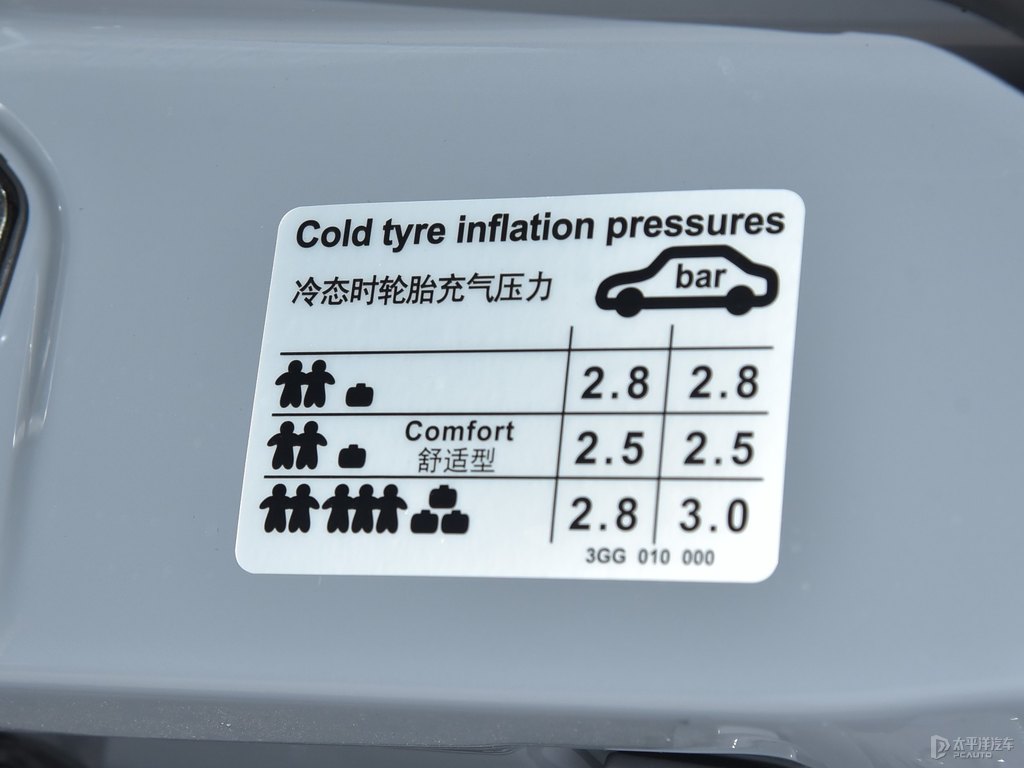 Cold tyre inflation pressures
冷态时轮胎充气压力
bar
2.8 2.8
Comfort
舒适型
2.5 2.5
2.8 3.0
3GG 010 000
太平洋汽车
PCAUTO